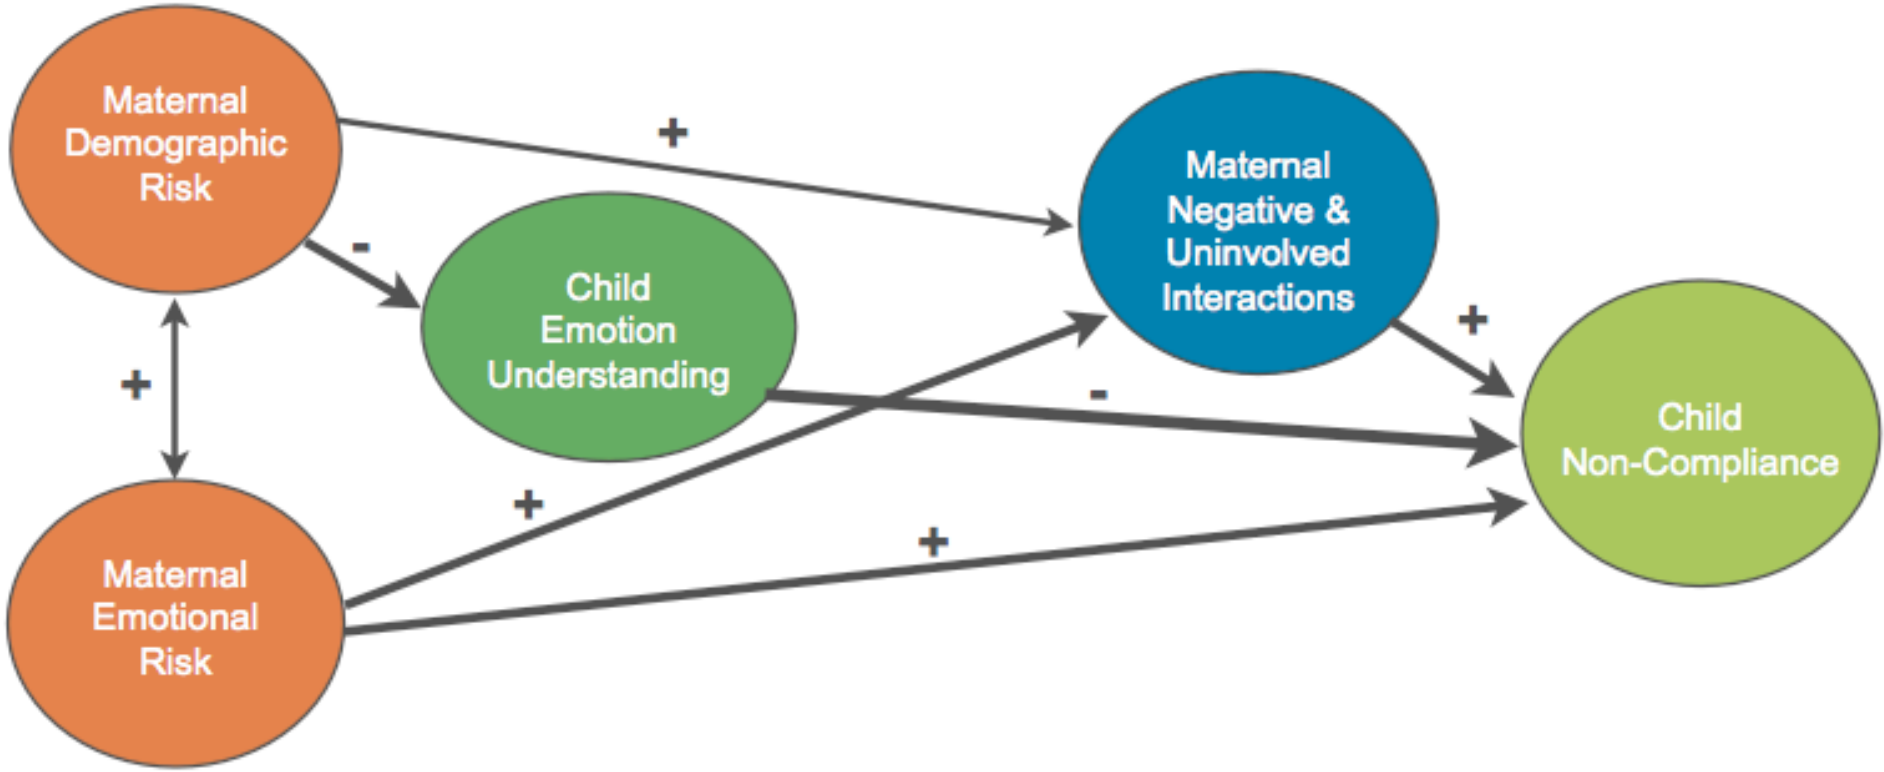 Maternal
Demographic
Risk
+
-
+
Child
Emotion
Understanding
Maternal
Negative &
Uninvolved
Interactions
+
-
Child
Non-Compliance
+
+
Maternal
Emotional
Risk